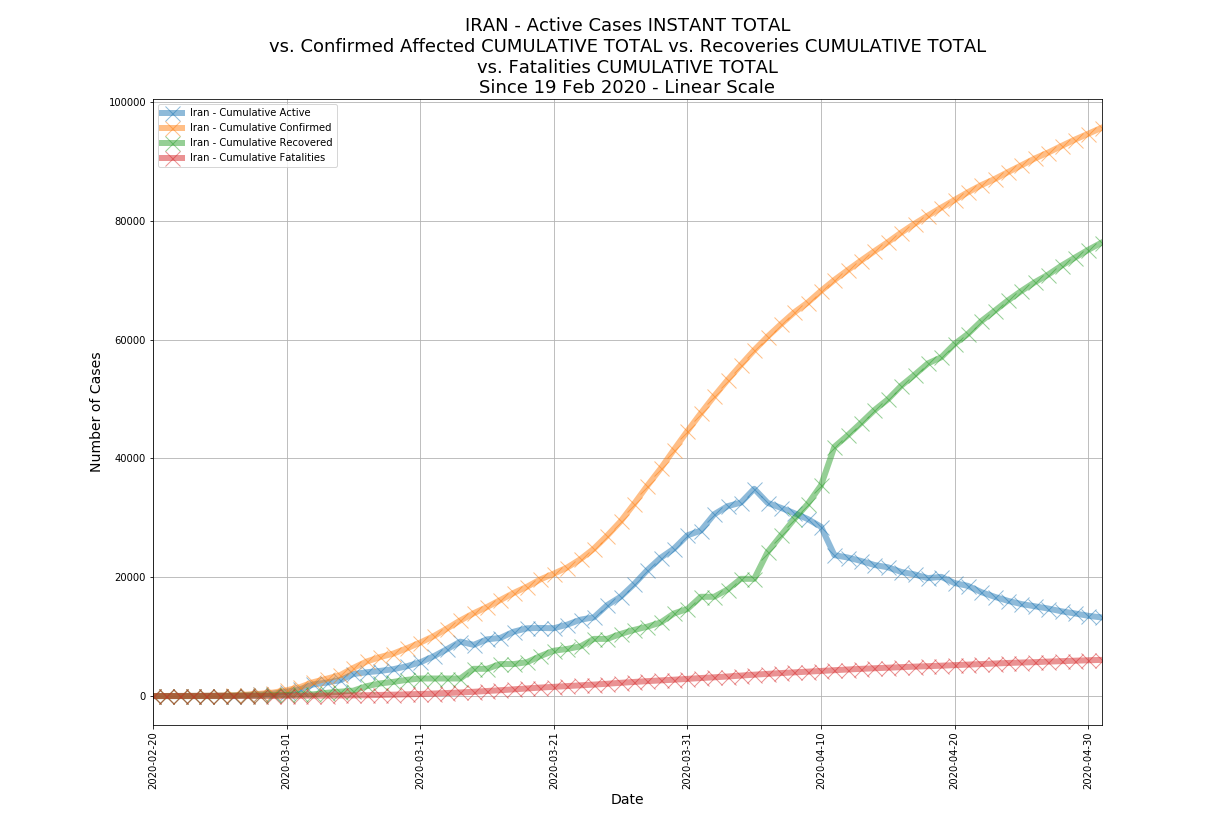 IRAN - Active Cases INSTANT TOTAL
vs. Confirmed Affected CUMULATIVE TOTAL vs. Recoveries CUMULATIVE TOTAL
vs. Fatalities CUMULATIVE TOTAL
Since 19 Feb 2020 - Linear Scale
Iran - Cumulative Active
Iran - Cumulative Confirmed
Iran - Cumulative Recovered
Iran - Cumulative Fatalities
Number of Cases
100000
80000
60000
40000
20000
0
2020-02-20
2020-03-01
2020-03-11
2020-03-21
2020-03-31
2020-04-10
2020-04-20
2020-04-30
Date